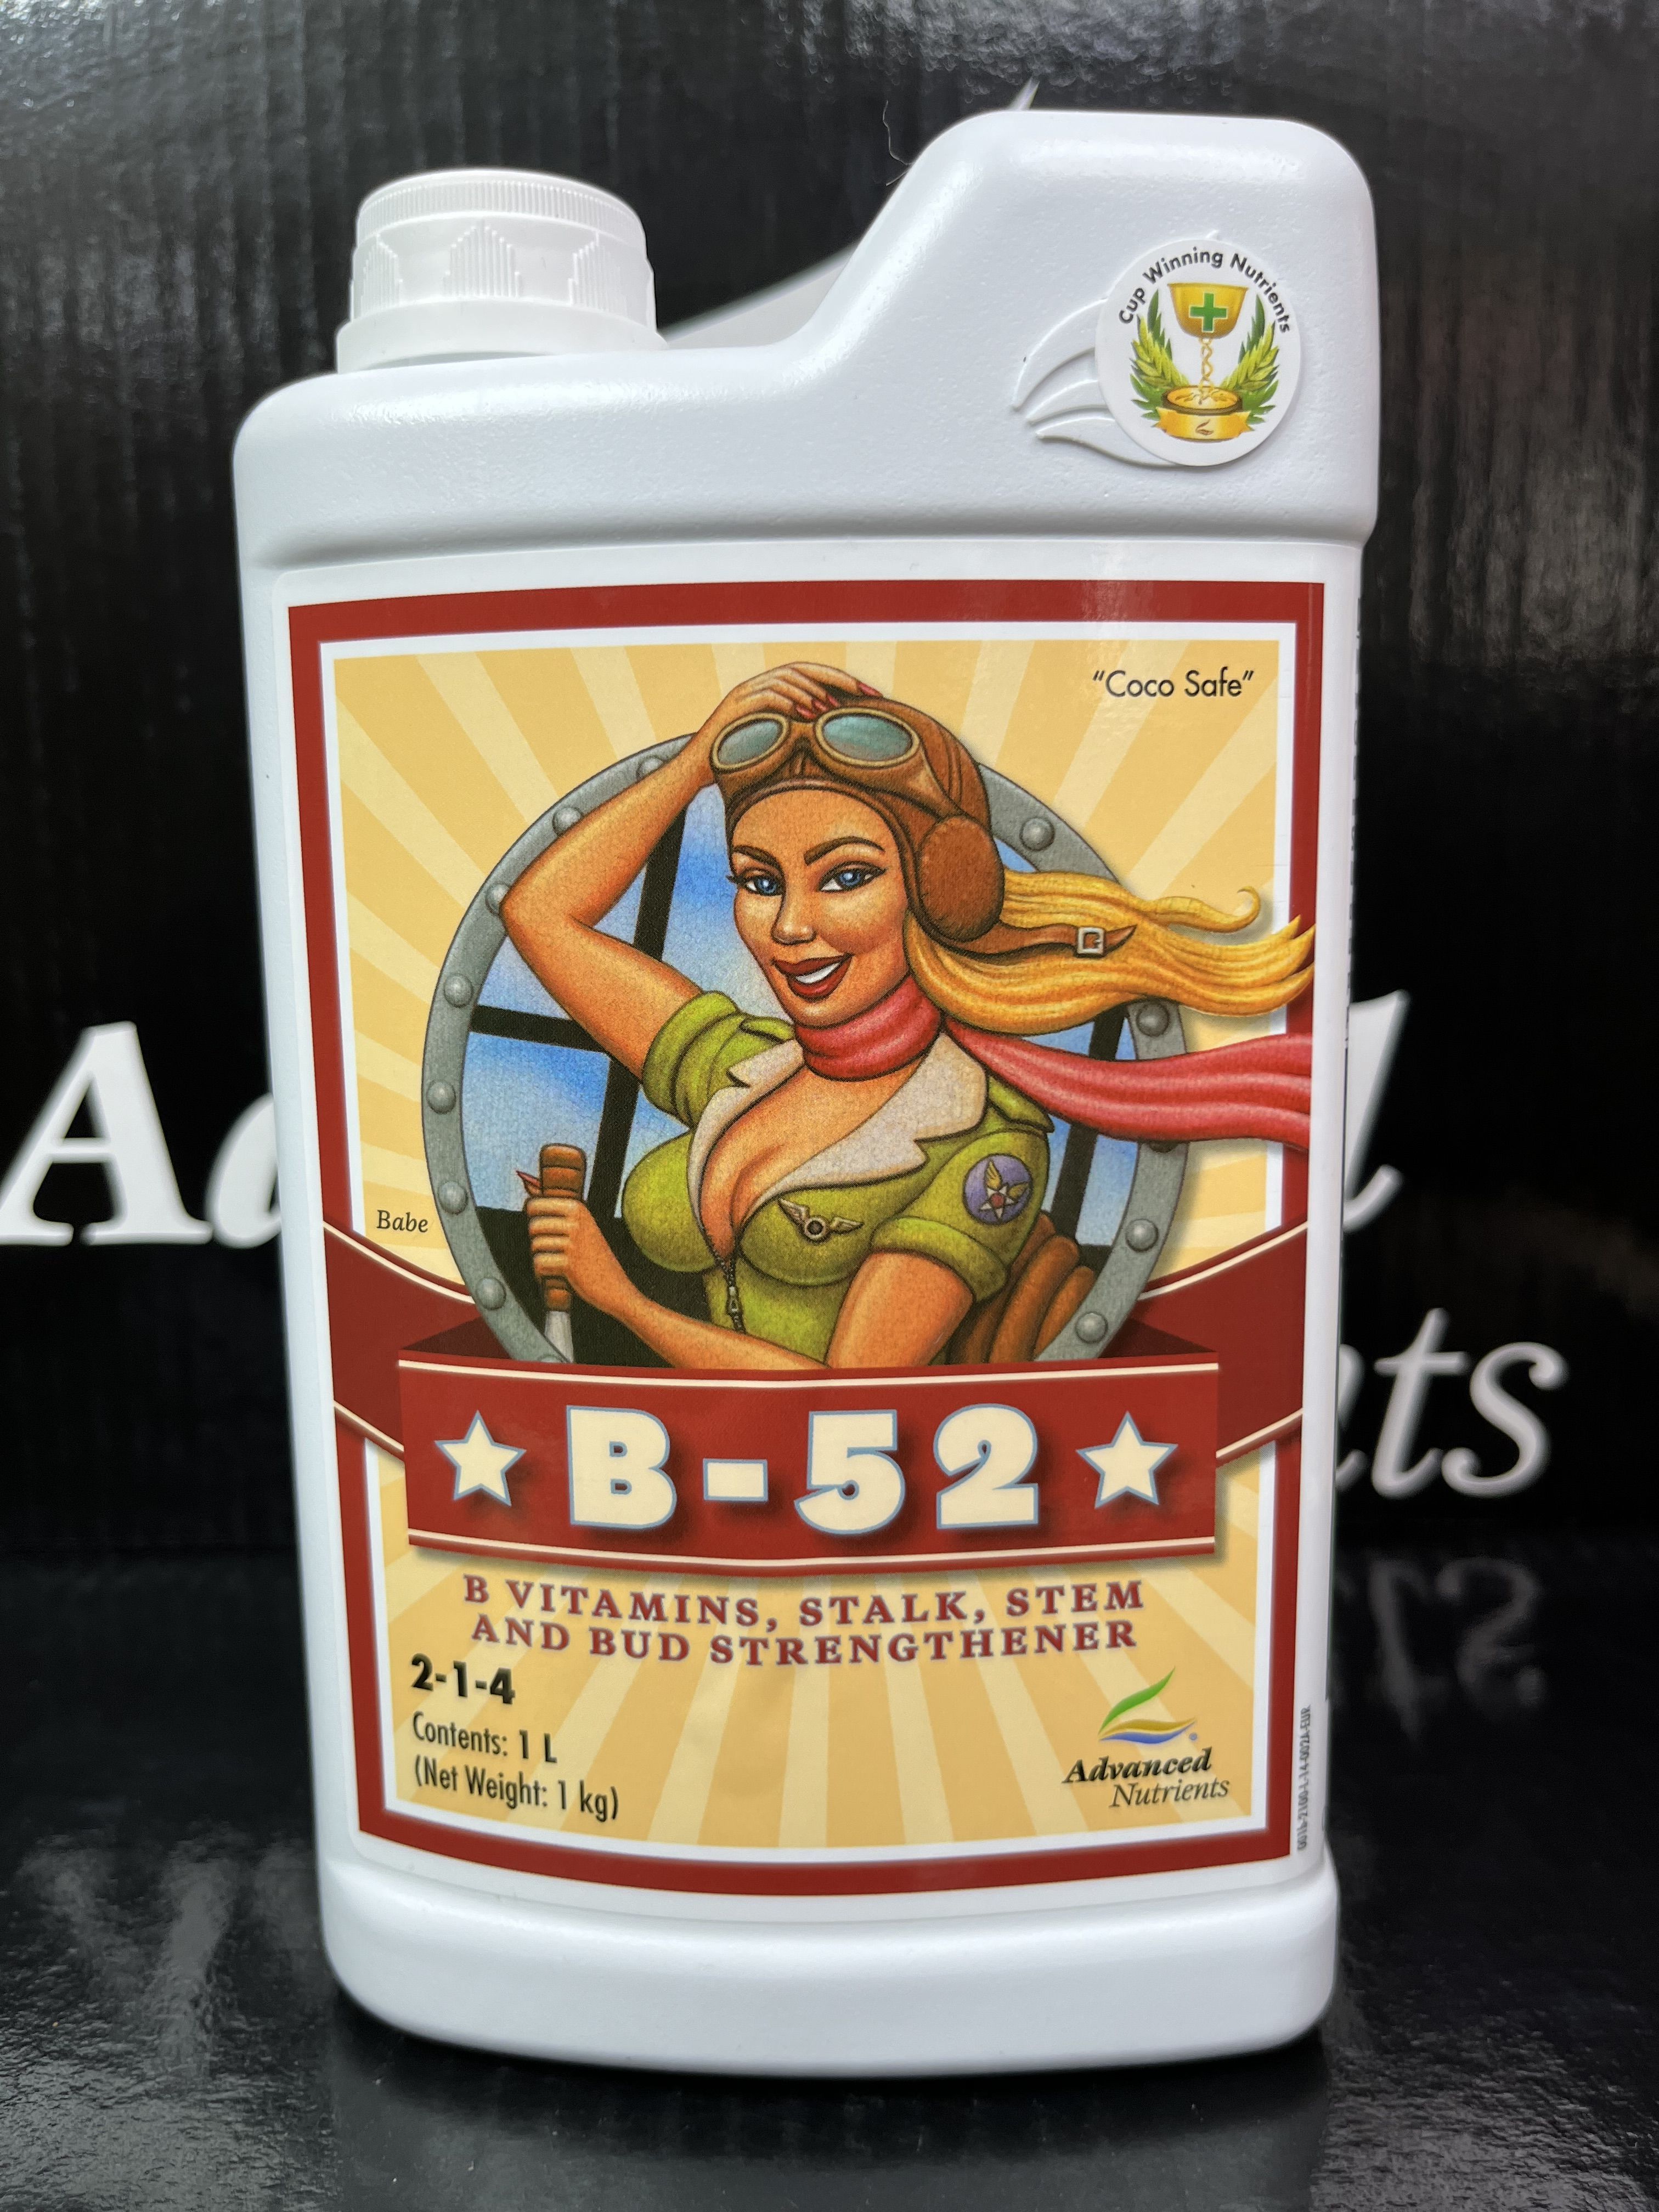 Cup Winning Nutrients
"Coco Safe"
Babe
B-52
B VITAMINS, STALK, STEM
AND BUD STRENGTHENER
2-1-4
Contents: 1 L
(Net Weight: 1 kg)
Advanced
Nutrients